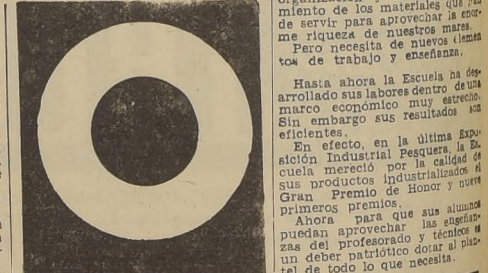 miento de los materiales que han
de servir para aprovechar la enor-
me riqueza de nuestros mares.
Pero necesita de nuevos elemen
tos de trabajo y enseñanza.
Hasta ahora la Escuela ha des-
arrollado sus labores dentro de una
marco económico muy estrecho.
Sin embargo sus resultados son
eficientes.
En efecto, en la última Expo-
sición Industrial Pesquera, la Es-
cuela mereció por la calidad de
sus productos industrializados el
Gran Premio de Honor y nueve
primeros premios.
Ahora para que sus alumnos
puedan aprovechar las enseñan-
zas del profesorado y técnicos es
un deber patriótico dotar al plan-
tel de todo lo que necesita.